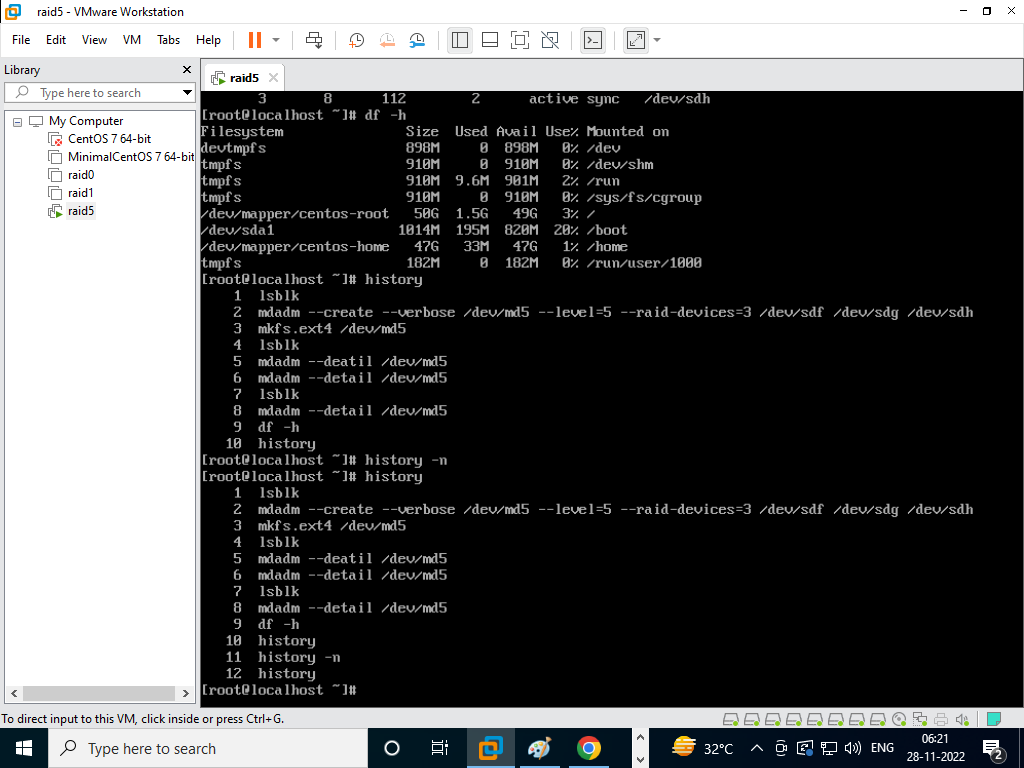 raid5 - VMware Workstation
File Edit View VM Tabs Help
Library
Type here to search
My Computer
CentOS 7 64-bit
MinimalCentOS 7 64-bit
raid0
raid1
raid5
raid5
3 8 112 2 active sync /dev/sdh
[root@localhost ~]# df -h
Filesystem Size Used Avail Use% Mounted on
devtmpfs 898M 0 898M 0% /dev
tmpfs 910M 0 910M 0% /dev/shm
tmpfs 910M 9.6M 901M 2% /run
tmpfs 910M 0 910M 0% /sys/fs/cgroup
/dev/mapper/centos-root 50G 1.5G 49G 3% /
/dev/sda1 1014M 195M 820M 20% /boot
/dev/mapper/centos-home 47G 33M 47G 1% /home
tmpfs 182M 0 182M 0% /run/user/1000
[root@localhost ~]# history
1 lsblk
2 mdadm --create --verbose /dev/md5 --level=5 --raid-devices=3 /dev/sdf /dev/sdg /dev/sdh
3 mkfs.ext4 /dev/md5
4 lsblk
5 mdadm --deatil /dev/md5
6 mdadm --detail /dev/md5
7 lsblk
8 mdadm --detail /dev/md5
9 df -h
10 history
[root@localhost ~]# history -n
[root@localhost ~]# history
1 lsblk
2 mdadm --create --verbose /dev/md5 --level=5 --raid-devices=3 /dev/sdf /dev/sdg /dev/sdh
3 mkfs.ext4 /dev/md5
4 lsblk
5 mdadm --deatil /dev/md5
6 mdadm --detail /dev/md5
7 lsblk
8 mdadm --detail /dev/md5
9 df -h
10 history
11 history -n
12 history
[root@localhost ~]#
To direct input to this VM, click inside or press Ctrl+G.
Type here to search
32°C
ENG
06:21
28-11-2022
2